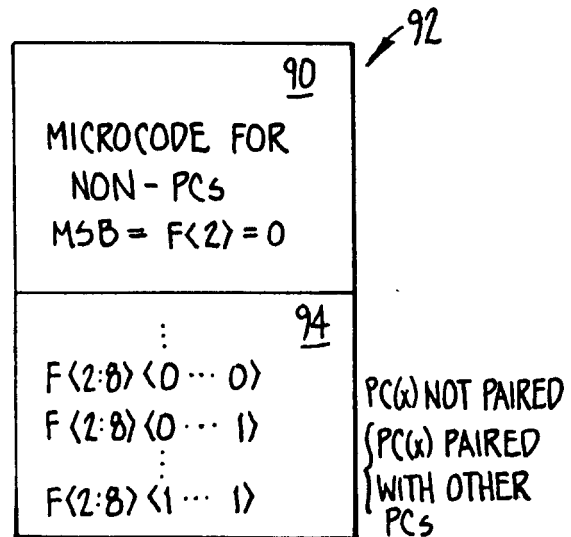 92
90
MICROCODE FOR
NON-PCs
MSB = F<2> = 0
94
⋮
F<2:8><0 ··· 0>
PC(x) NOT PAIRED
F<2:8><0 ··· 1>
PC(x) PAIRED
⋮
WITH OTHER
F<2:8><1 ··· 1>
PCs